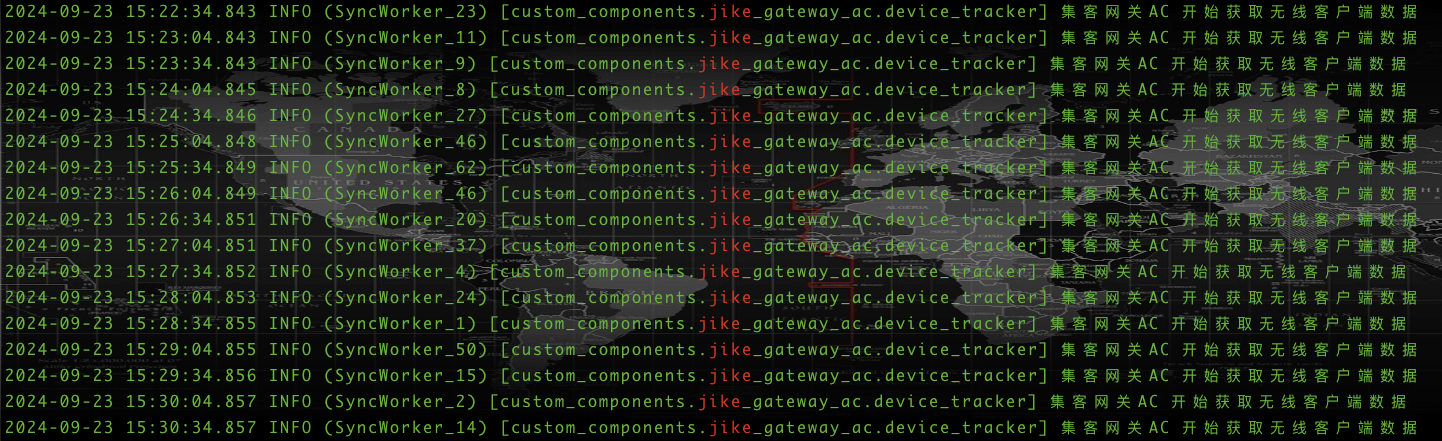 2024-09-23 15:22:34.843 INFO (SyncWorker_23) [custom_components.jike_gateway_ac.device_tracker] 集客网关AC 开始获取无线客户端数据
2024-09-23 15:23:04.843 INFO (SyncWorker_11) [custom_components.jike_gateway_ac.device_tracker] 集客网关AC 开始获取无线客户端数据
2024-09-23 15:23:34.843 INFO (SyncWorker_9) [custom_components.jike_gateway_ac.device_tracker] 集客网关AC 开始获取无线客户端数据
2024-09-23 15:24:04.845 INFO (SyncWorker_8) [custom_components.jike_gateway_ac.device_tracker] 集客网关AC 开始获取无线客户端数据
2024-09-23 15:24:34.846 INFO (SyncWorker_27) [custom_components.jike_gateway_ac.device_tracker] 集客网关AC 开始获取无线客户端数据
2024-09-23 15:25:04.848 INFO (SyncWorker_46) [custom_components.jike_gateway_ac.device_tracker] 集客网关AC 开始获取无线客户端数据
2024-09-23 15:25:34.849 INFO (SyncWorker_62) [custom_components.jike_gateway_ac.device_tracker] 集客网关AC 开始获取无线客户端数据
2024-09-23 15:26:04.849 INFO (SyncWorker_46) [custom_components.jike_gateway_ac.device_tracker] 集客网关AC 开始获取无线客户端数据
2024-09-23 15:26:34.851 INFO (SyncWorker_20) [custom_components.jike_gateway_ac.device_tracker] 集客网关AC 开始获取无线客户端数据
2024-09-23 15:27:04.851 INFO (SyncWorker_37) [custom_components.jike_gateway_ac.device_tracker] 集客网关AC 开始获取无线客户端数据
2024-09-23 15:27:34.852 INFO (SyncWorker_4) [custom_components.jike_gateway_ac.device_tracker] 集客网关AC 开始获取无线客户端数据
2024-09-23 15:28:04.853 INFO (SyncWorker_24) [custom_components.jike_gateway_ac.device_tracker] 集客网关AC 开始获取无线客户端数据
2024-09-23 15:28:34.855 INFO (SyncWorker_1) [custom_components.jike_gateway_ac.device_tracker] 集客网关AC 开始获取无线客户端数据
2024-09-23 15:29:04.855 INFO (SyncWorker_50) [custom_components.jike_gateway_ac.device_tracker] 集客网关AC 开始获取无线客户端数据
2024-09-23 15:29:34.856 INFO (SyncWorker_15) [custom_components.jike_gateway_ac.device_tracker] 集客网关AC 开始获取无线客户端数据
2024-09-23 15:30:04.857 INFO (SyncWorker_2) [custom_components.jike_gateway_ac.device_tracker] 集客网关AC 开始获取无线客户端数据
2024-09-23 15:30:34.857 INFO (SyncWorker_14) [custom_components.jike_gateway_ac.device_tracker] 集客网关AC 开始获取无线客户端数据
CANADA
UNITED STATES